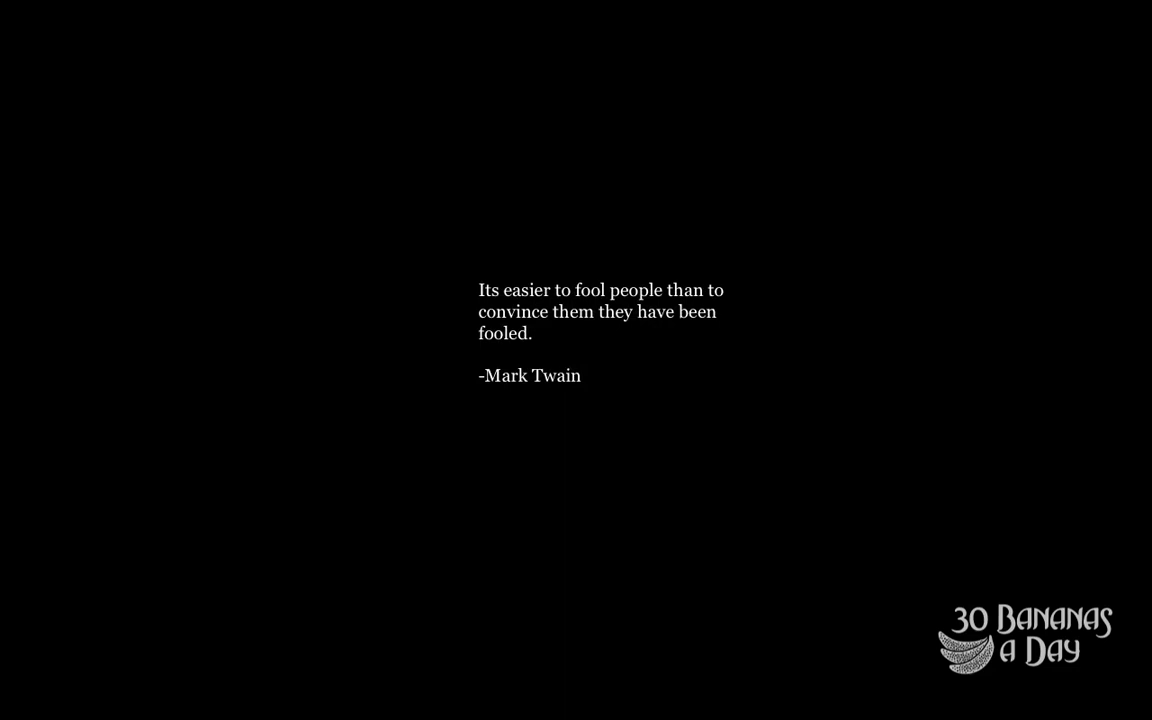 Its easier to fool people than to
convince them they have been
fooled.
-Mark Twain
30 BANANAS
A DAY